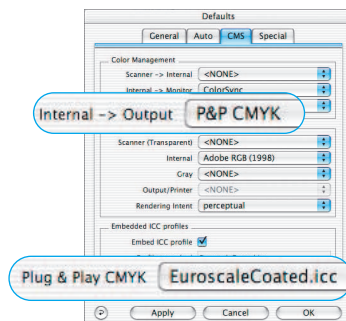 Defaults
General Auto CMS Special
Color Management
Scanner -> Internal <NONE>
Internal -> Monitor ColorSync
Internal -> Output P&P CMYK
Scanner (Transparent) <NONE>
Internal Adobe RGB (1998)
Gray <NONE>
Output/Printer <NONE>
Rendering Intent perceptual
Embedded ICC profiles
Embed ICC profile
Plug & Play CMYK EuroscaleCoated.icc
Apply Cancel OK